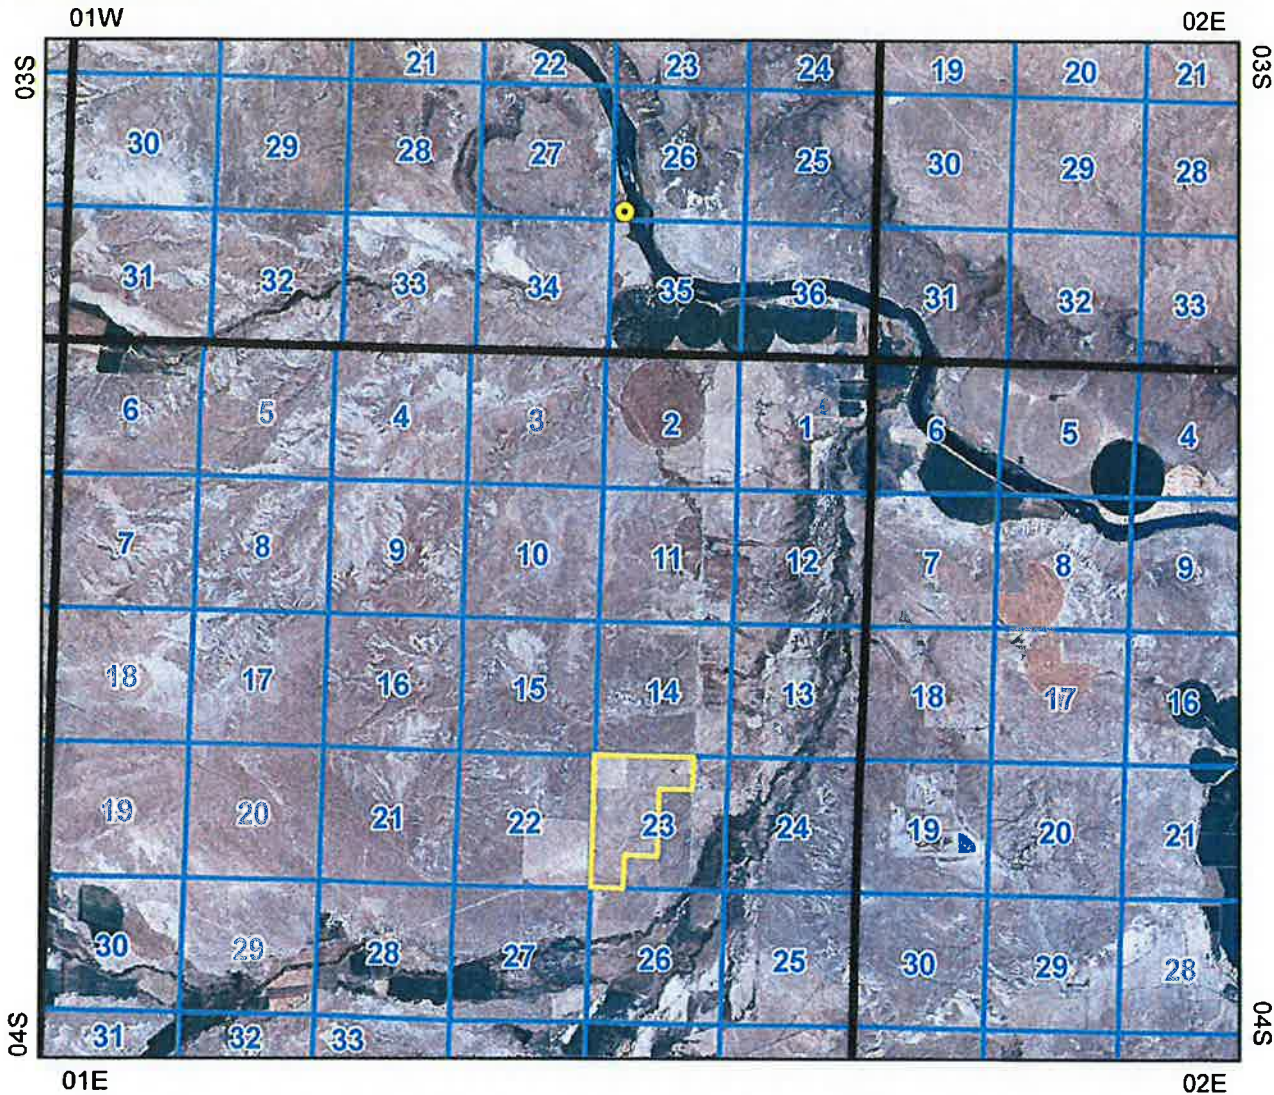 01W 02E
03S 03S
21 22 23 24 19 20 21
30 29 28 27 26 25 30 29 28
31 32 33 34 35 36 31 32 33
6 5 4 3 2 1 6 5 4
7 8 9 10 11 12 7 8 9
18 17 16 15 14 13 18 17 16
19 20 21 22 23 24 19 20 21
30 29 28 27 26 25 30 29 28
04S 31 32 33 04S
01E 02E